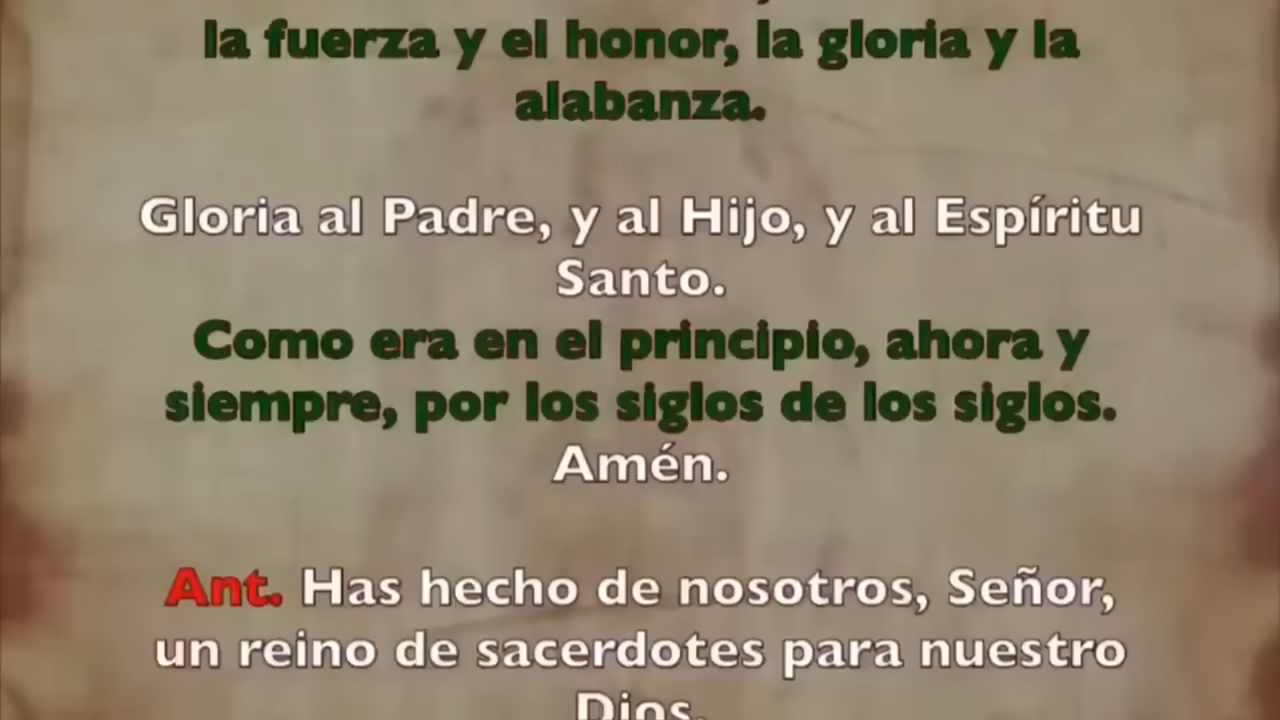 la fuerza y el honor, la gloria y la
alabanza.
Gloria al Padre, y al Hijo, y al Espíritu
Santo.
Como era en el principio, ahora y
siempre, por los siglos de los siglos.
Amén.
Ant. Has hecho de nosotros, Señor,
un reino de sacerdotes para nuestro
Dios.